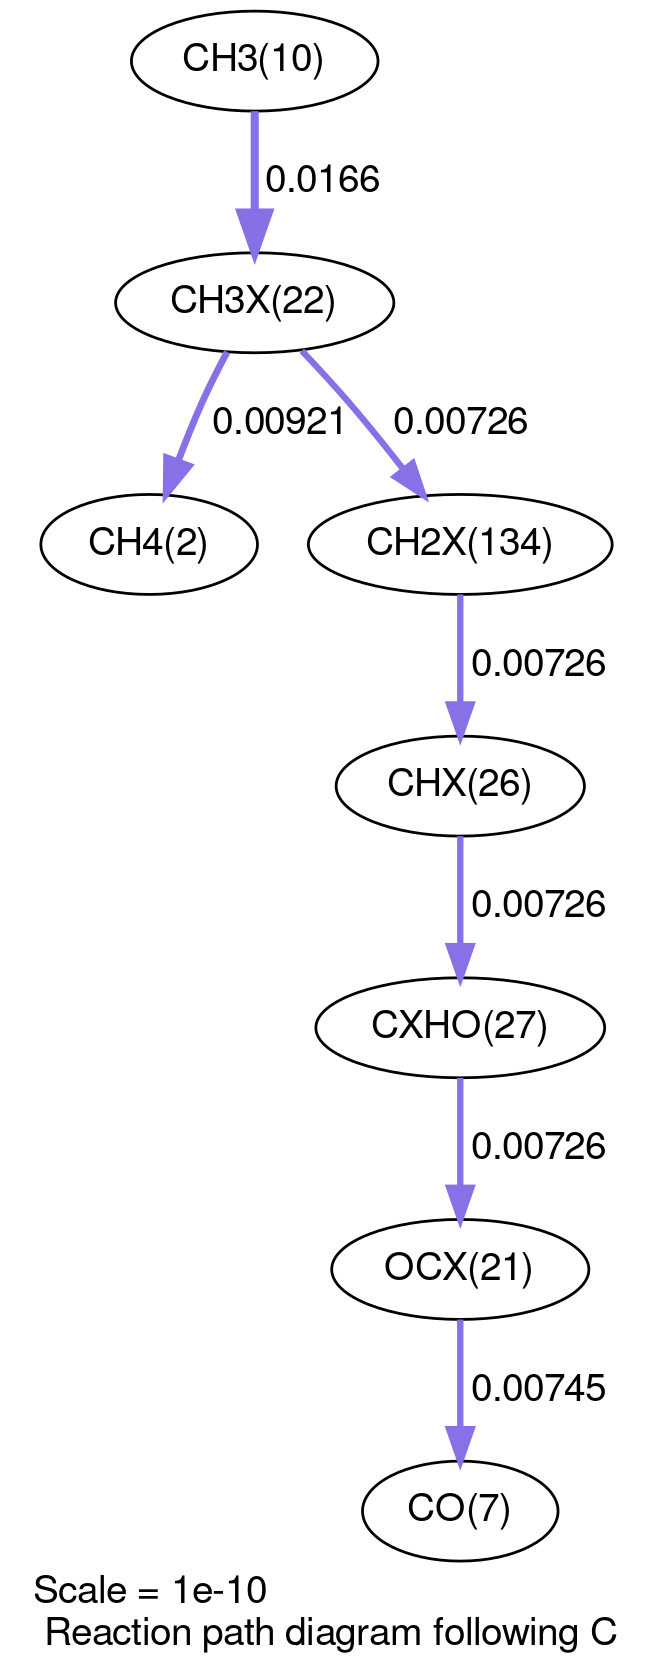 CH3(10)
0.0166
CH3X(22)
0.00921
0.00726
CH4(2)
CH2X(134)
0.00726
CHX(26)
0.00726
CXHO(27)
0.00726
OCX(21)
0.00745
CO(7)
Scale = 1e-10
Reaction path diagram following C